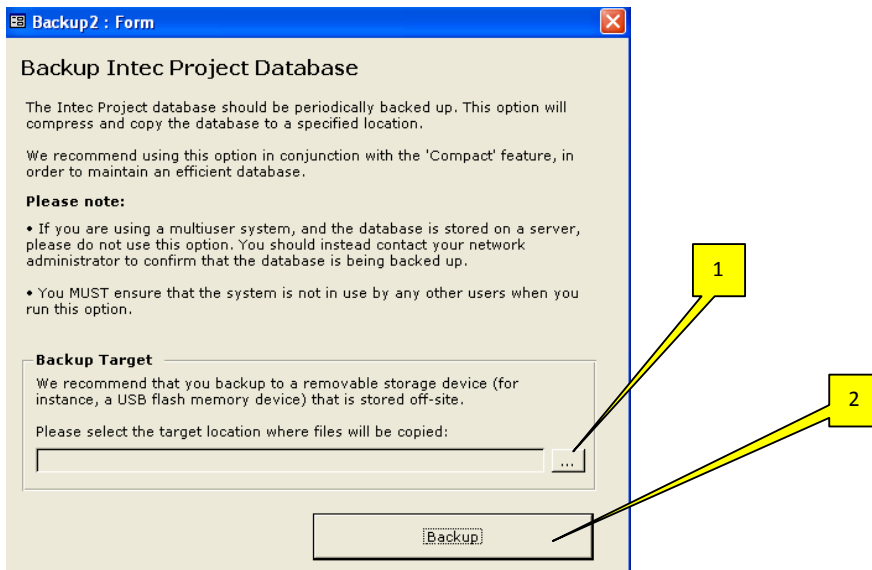 Backup2 : Form
Backup Intec Project Database
The Intec Project database should be periodically backed up. This option will
compress and copy the database to a specified location.
We recommend using this option in conjunction with the 'Compact' feature, in
order to maintain an efficient database.
Please note:
• If you are using a multiuser system, and the database is stored on a server,
please do not use this option. You should instead contact your network
administrator to confirm that the database is being backed up.
• You MUST ensure that the system is not in use by any other users when you
run this option.
1
Backup Target
We recommend that you backup to a removable storage device (for
instance, a USB flash memory device) that is stored off-site.
2
Please select the target location where files will be copied:
...
Backup